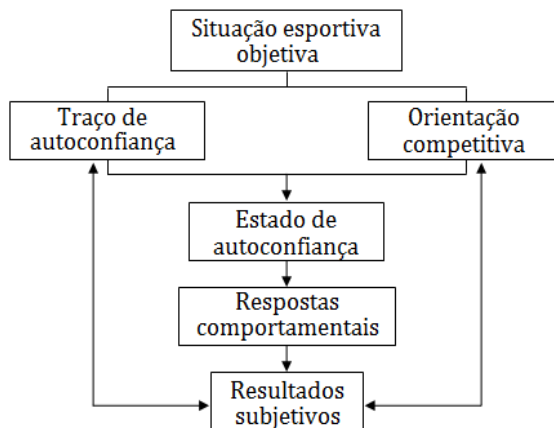 Situação esportiva
objetiva
Traço de
autoconfiança
Orientação
competitiva
Estado de
autoconfiança
Respostas
comportamentais
Resultados
subjetivos